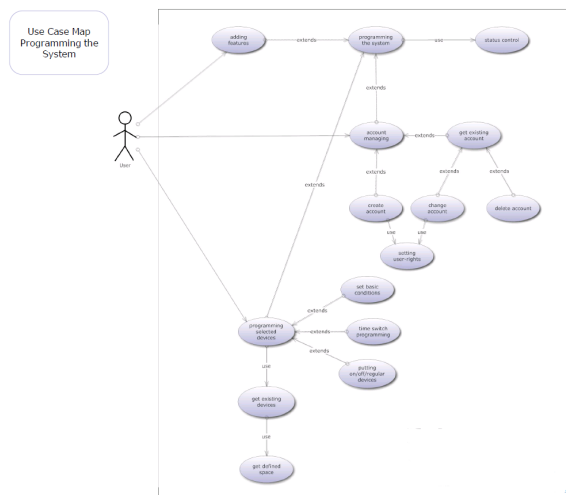 Use Case Map
Programming the
System
adding
features
extends
programming
the system
use
status control
extends
account
managing
extends
get existing
account
User
extends
extends
extends
extends
create
account
change
account
delete account
use
use
setting
user-rights
set basic
conditions
extends
programming
selected
devices
extends
time switch
programming
extends
putting
on/off/regular
devices
use
get existing
devices
use
get defined
space